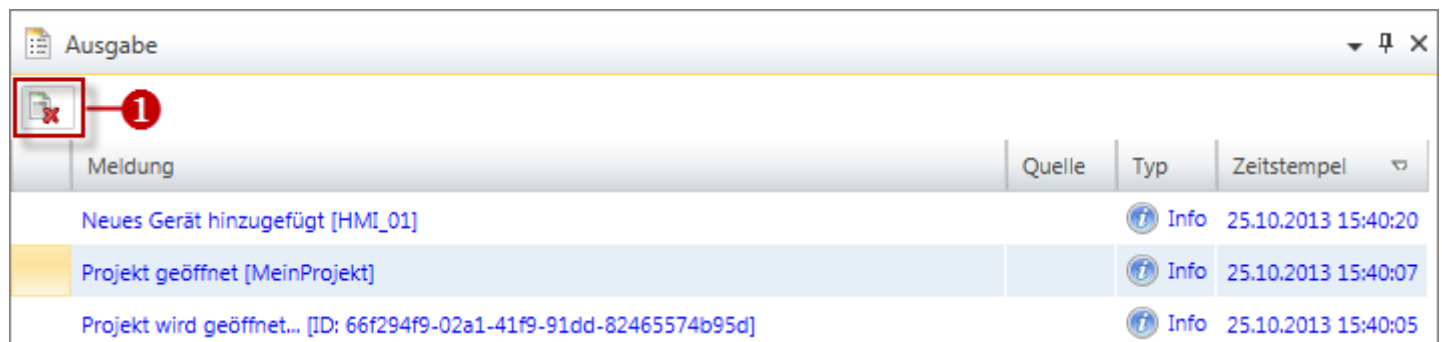 Ausgabe
1
Meldung Quelle Typ Zeitstempel
Neues Gerät hinzugefügt [HMI_01] Info 25.10.2013 15:40:20
Projekt geöffnet [MeinProjekt] Info 25.10.2013 15:40:07
Projekt wird geöffnet... [ID: 66f294f9-02a1-41f9-91dd-82465574b95d] Info 25.10.2013 15:40:05